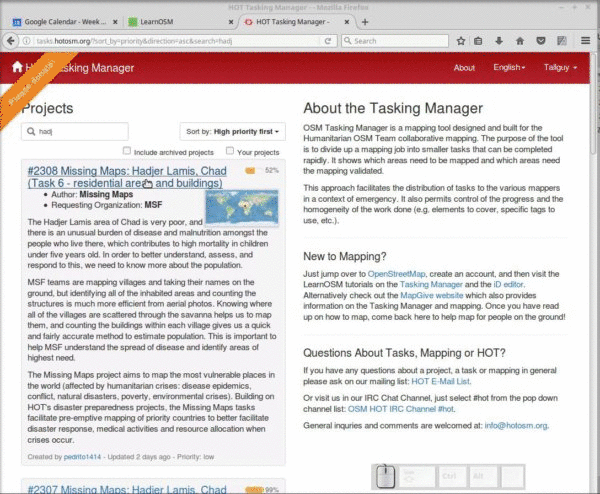 HOT Tasking Manager - - Mozilla Firefox
Google Calendar - Week ...
LearnOSM
HOT Tasking Manager -
tasks.hotosm.org/?sort_by=priority&direction=asc&search=hadj
Search
Please donate!
Tasking Manager
About
English
Tallguy
Projects
hadj
Sort by: High priority first
Include archived projects
Your projects
#2308 Missing Maps: Hadjer Lamis, Chad
(Task 6 - residential areas and buildings)
52%
Author: Missing Maps
Requesting Organization: MSF
The Hadjer Lamis area of Chad is very poor, and
there is an unusual burden of disease and malnutrition amongst the
people who live there, which contributes to high mortality in children
under five years old. In order to better understand, assess, and
respond to this, we need to know more about the population.
MSF teams are mapping villages and taking their names on the
ground, but identifying all of the inhabited areas and counting the
structures is much more efficient from aerial photos. Knowing where
all of the villages are scattered through the savanna helps us to map
them, and counting the buildings within each village gives us a quick
and fairly accurate method to estimate population. This is important to
help MSF understand the spread of disease and identify areas of
highest need.
The Missing Maps project aims to map the most vulnerable places in
the world (affected by humanitarian crises: disease epidemics,
conflict, natural disasters, poverty, environmental crises). Building on
HOT's disaster preparedness projects, the Missing Maps tasks
facilitate pre-emptive mapping of priority countries to better facilitate
disaster response, medical activities and resource allocation when
crises occur.
Created by pedrito1414 - Updated 2 days ago - Priority: low
#2307 Missing Maps: Hadjer Lamis, Chad
99%
About the Tasking Manager
OSM Tasking Manager is a mapping tool designed and built for the
Humanitarian OSM Team collaborative mapping. The purpose of the tool
is to divide up a mapping job into smaller tasks that can be completed
rapidly. It shows which areas need to be mapped and which areas need
the mapping validated.
This approach facilitates the distribution of tasks to the various mappers
in a context of emergency. It also permits control of the progress and the
homogeneity of the work done (e.g. elements to cover, specific tags to
use, etc.).
New to Mapping?
Just jump over to OpenStreetMap, create an account, and then visit the
LearnOSM tutorials on the Tasking Manager and the iD editor.
Alternatively check out the MapGive website which also provides
information on the Tasking Manager and mapping. Once you have read
up on how to map, come back here to help map for people on the ground!
Questions About Tasks, Mapping or HOT?
If you have any questions about a project, a task or mapping in general
please ask on our mailing list: HOT E-Mail List.
Or visit us in our IRC Chat Channel, just select #hot from the pop down
channel list: OSM HOT IRC Channel #hot.
General inquries and comments are welcomed at: info@hotosm.org.
Ctrl
Alt